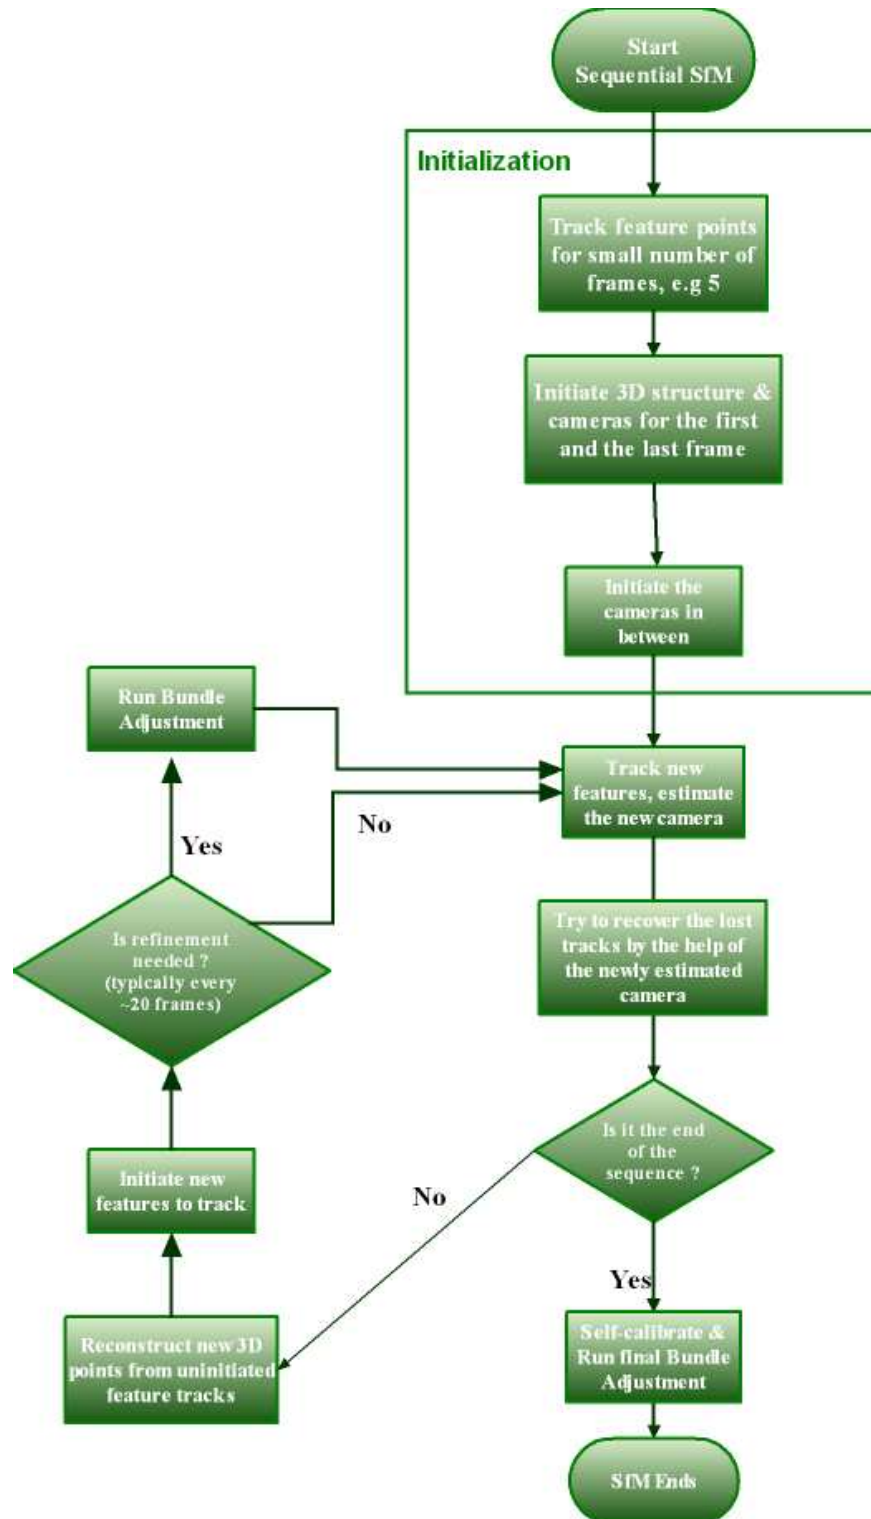 Start
Sequential SfM
Initialization
Track feature points
for small number of
frames, e.g 5
Initiate 3D structure &
cameras for the first
and the last frame
Initiate the
cameras in
between
Run Bundle
Adjustment
Track new
features, estimate
the new camera
Yes
No
Is refinement
needed ?
(typically every
~20 frames)
Try to recover the lost
tracks by the help of
the newly estimated
camera
Is it the end
of the
sequence ?
Initiate new
features to track
No
Yes
Reconstruct new 3D
points from uninitiated
feature tracks
Self-calibrate &
Run final Bundle
Adjustment
SfM Ends